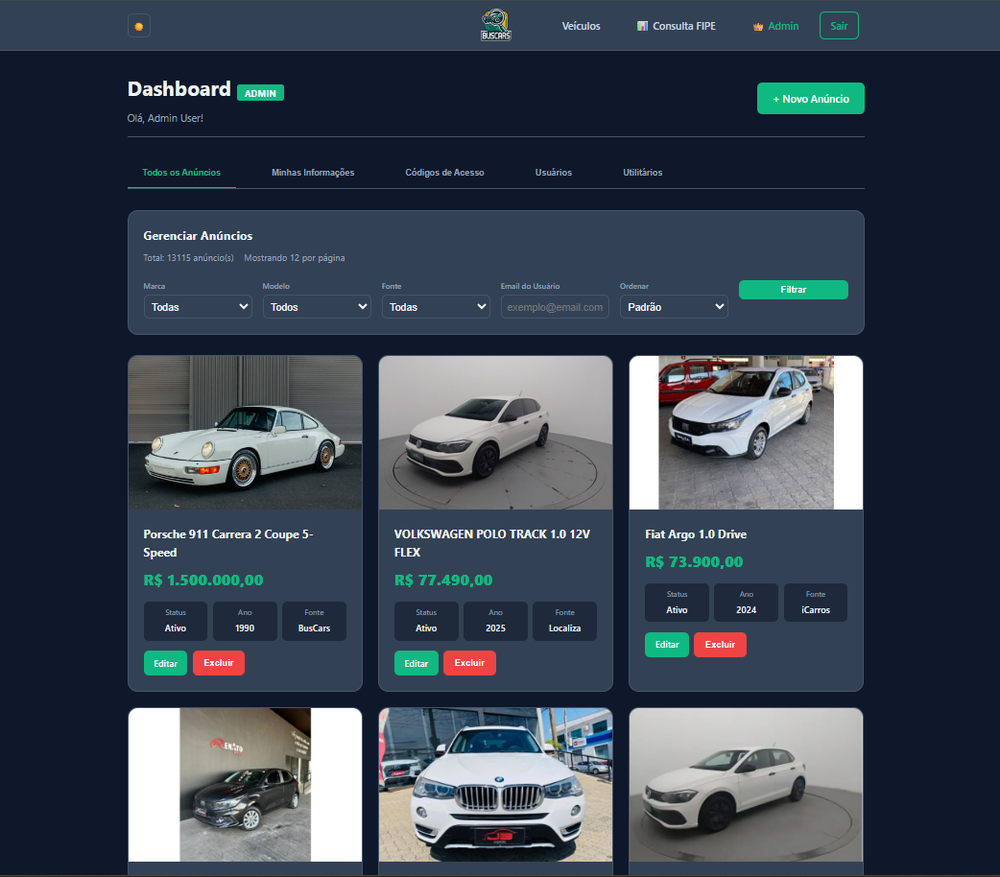 BUSCARS
Veículos
Consulta FIPE
Admin
Sair
Dashboard ADMIN
+ Novo Anúncio
Olá, Admin User!
Todos os Anúncios
Minhas Informações
Códigos de Acesso
Usuários
Utilitários
Gerenciar Anúncios
Total: 13115 anúncio(s) Mostrando 12 por página
Marca
Modelo
Fonte
Email do Usuário
Ordenar
Filtrar
Todas
Todos
Todas
exemplo@email.com
Padrão
Porsche 911 Carrera 2 Coupe 5-
Speed
R$ 1.500.000,00
Status
Ativo
Ano
1990
Fonte
BusCars
Editar
Excluir
VOLKSWAGEN POLO TRACK 1.0 12V
FLEX
R$ 77.490,00
Status
Ativo
Ano
2025
Fonte
Localiza
Editar
Excluir
Fiat Argo 1.0 Drive
R$ 73.900,00
Status
Ativo
Ano
2024
Fonte
iCarros
Editar
Excluir
RENATO
JB